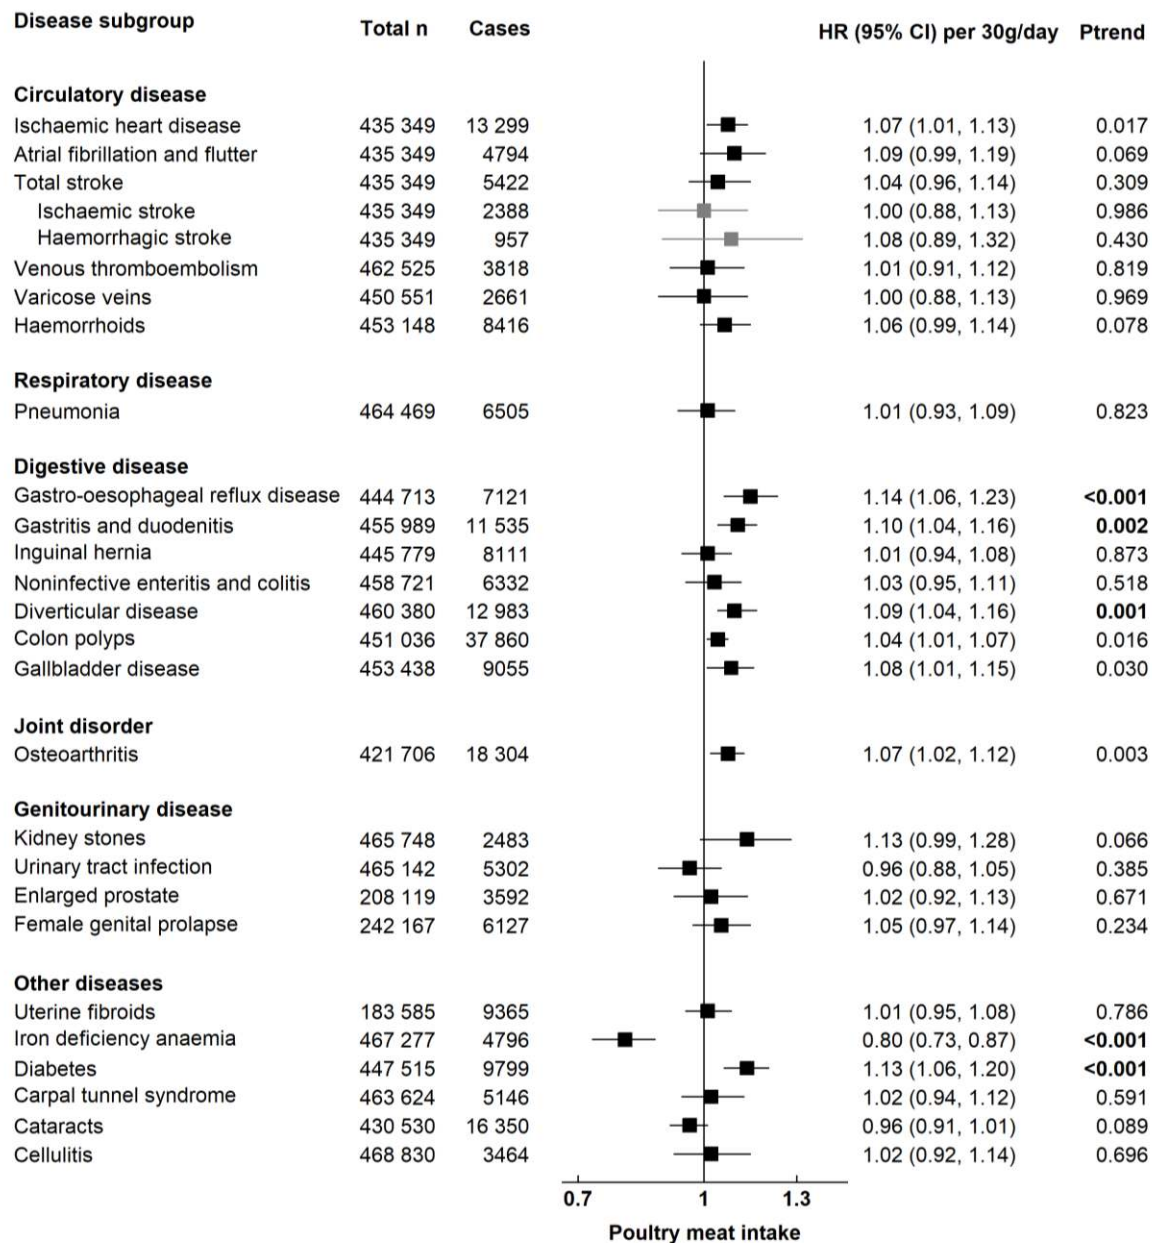 Disease subgroup Total n Cases HR (95% CI) per 30g/day Ptrend
Circulatory disease
Ischaemic heart disease 435 349 13 299 1.07 (1.01, 1.13) 0.017
Atrial fibrillation and flutter 435 349 4794 1.09 (0.99, 1.19) 0.069
Total stroke 435 349 5422 1.04 (0.96, 1.14) 0.309
Ischaemic stroke 435 349 2388 1.00 (0.88, 1.13) 0.986
Haemorrhagic stroke 435 349 957 1.08 (0.89, 1.32) 0.430
Venous thromboembolism 462 525 3818 1.01 (0.91, 1.12) 0.819
Varicose veins 450 551 2661 1.00 (0.88, 1.13) 0.969
Haemorrhoids 453 148 8416 1.06 (0.99, 1.14) 0.078
Respiratory disease
Pneumonia 464 469 6505 1.01 (0.93, 1.09) 0.823
Digestive disease
Gastro-oesophageal reflux disease 444 713 7121 1.14 (1.06, 1.23) <0.001
Gastritis and duodenitis 455 989 11 535 1.10 (1.04, 1.16) 0.002
Inguinal hernia 445 779 8111 1.01 (0.94, 1.08) 0.873
Noninfective enteritis and colitis 458 721 6332 1.03 (0.95, 1.11) 0.518
Diverticular disease 460 380 12 983 1.09 (1.04, 1.16) 0.001
Colon polyps 451 036 37 860 1.04 (1.01, 1.07) 0.016
Gallbladder disease 453 438 9055 1.08 (1.01, 1.15) 0.030
Joint disorder
Osteoarthritis 421 706 18 304 1.07 (1.02, 1.12) 0.003
Genitourinary disease
Kidney stones 465 748 2483 1.13 (0.99, 1.28) 0.066
Urinary tract infection 465 142 5302 0.96 (0.88, 1.05) 0.385
Enlarged prostate 208 119 3592 1.02 (0.92, 1.13) 0.671
Female genital prolapse 242 167 6127 1.05 (0.97, 1.14) 0.234
Other diseases
Uterine fibroids 183 585 9365 1.01 (0.95, 1.08) 0.786
Iron deficiency anaemia 467 277 4796 0.80 (0.73, 0.87) <0.001
Diabetes 447 515 9799 1.13 (1.06, 1.20) <0.001
Carpal tunnel syndrome 463 624 5146 1.02 (0.94, 1.12) 0.591
Cataracts 430 530 16 350 0.96 (0.91, 1.01) 0.089
Cellulitis 468 830 3464 1.02 (0.92, 1.14) 0.696
0.7 1 1.3
Poultry meat intake